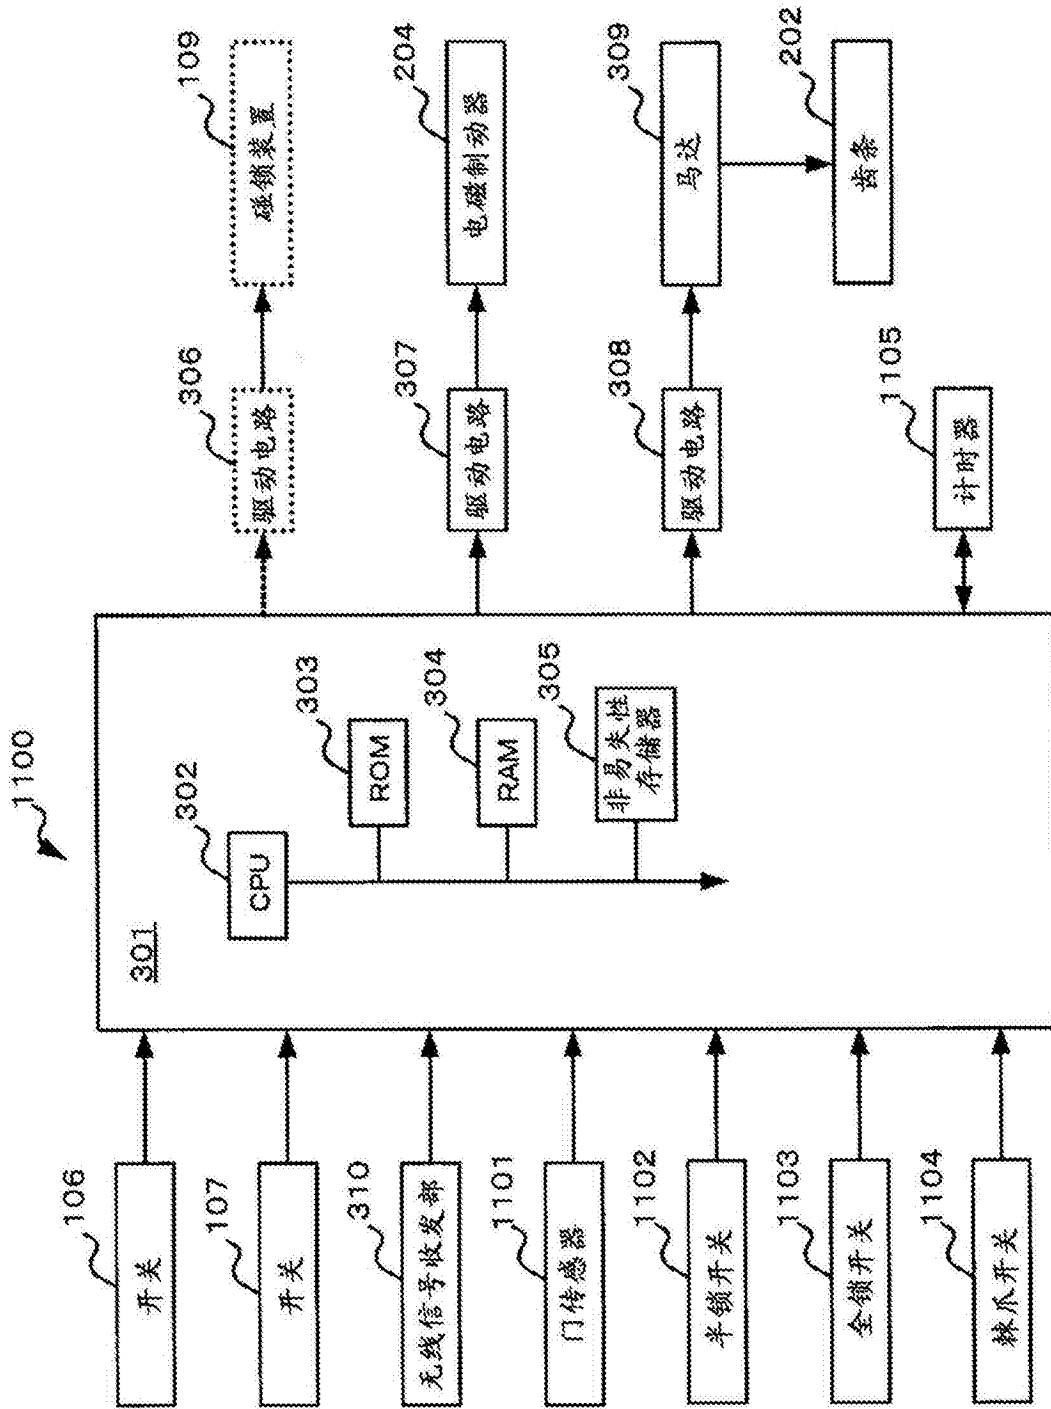 1100
301
106
开关
107
开关
310
无线信号收发部
1101
门传感器
1102
半锁开关
1103
全锁开关
1104
棘爪开关
302
CPU
303
ROM
304
RAM
305
非易失性
存储器
306
驱动电路
109
碰锁装置
307
驱动电路
204
电磁制动器
308
驱动电路
309
马达
202
齿条
1105
计时器